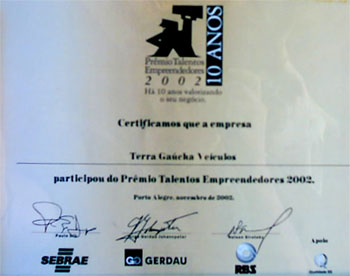 10 ANOS
Prêmio Talentos
Empreendedores
2002
Há 10 anos valorizando
o seu negócio.
Certificamos que a empresa
Terra Gaúcha Veículos
participou do Prêmio Talentos Empreendedores 2002.
Porto Alegre, novembro de 2002.
Apoio
SEBRAE
GERDAU
RBS